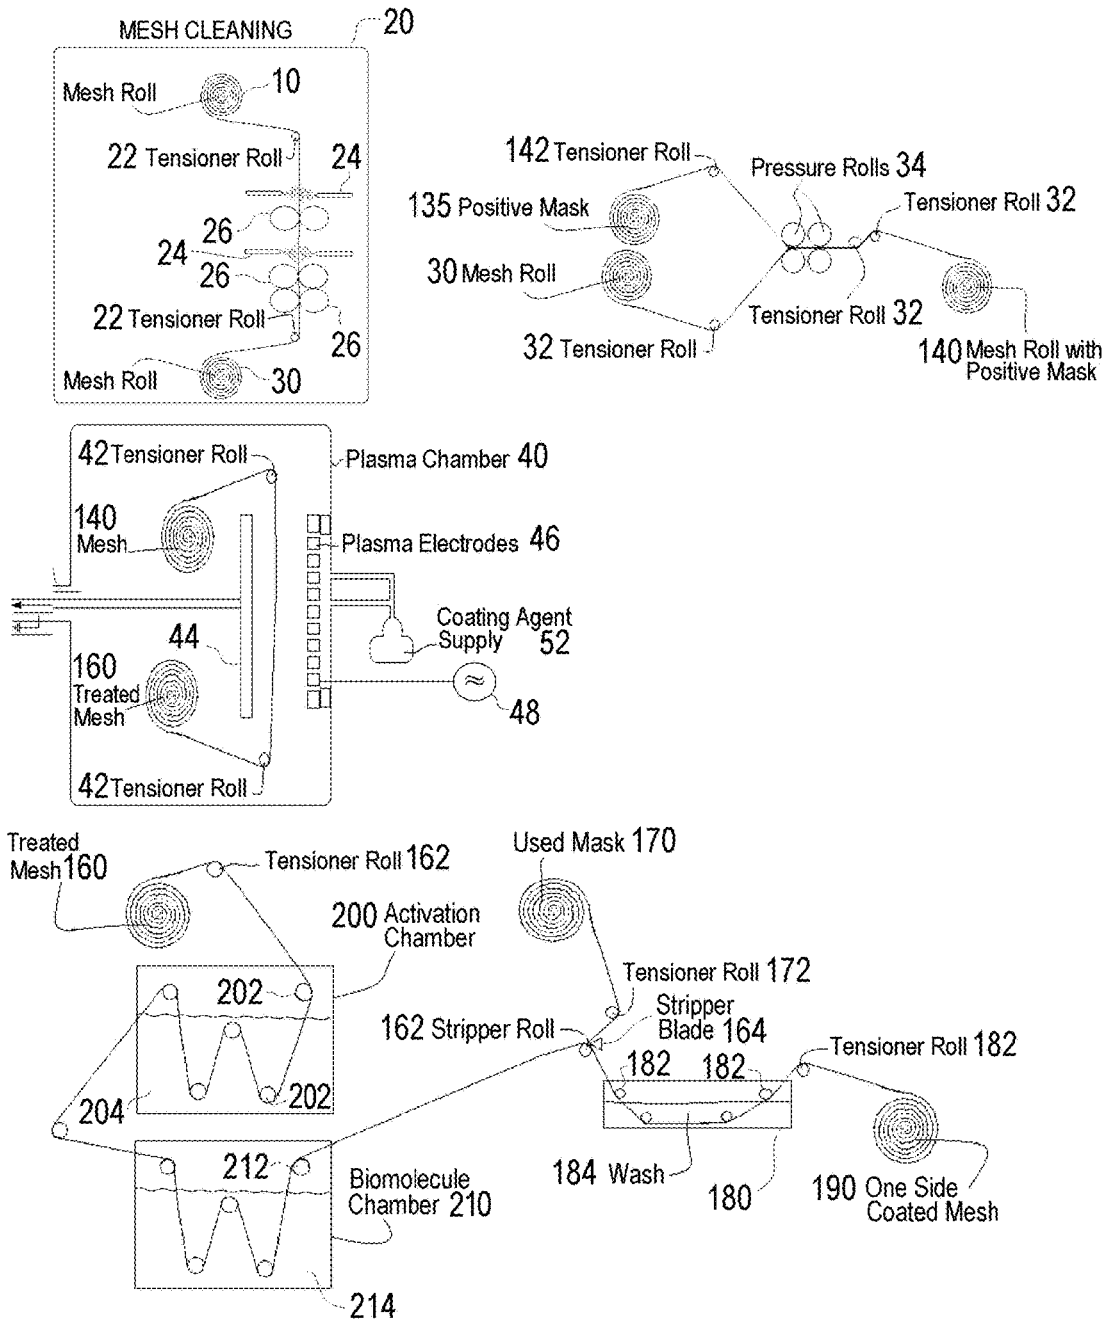 MESH CLEANING
20
Mesh Roll
10
22 Tensioner Roll
24
26
24
26
22 Tensioner Roll
26
Mesh Roll
30
142 Tensioner Roll
Pressure Rolls 34
135 Positive Mask
Tensioner Roll 32
30 Mesh Roll
Tensioner Roll 32
32 Tensioner Roll
140 Mesh Roll with
Positive Mask
42 Tensioner Roll
Plasma Chamber 40
140
Mesh
Plasma Electrodes 46
Coating Agent
Supply 52
44
160
Treated
Mesh
48
42 Tensioner Roll
Treated
Mesh 160
Tensioner Roll 162
Used Mask 170
200 Activation
Chamber
202
Tensioner Roll 172
162 Stripper Roll
Stripper
Blade 164
Tensioner Roll 182
182
182
204
202
212
184 Wash
180
Biomolecule
Chamber 210
190 One Side
Coated Mesh
214